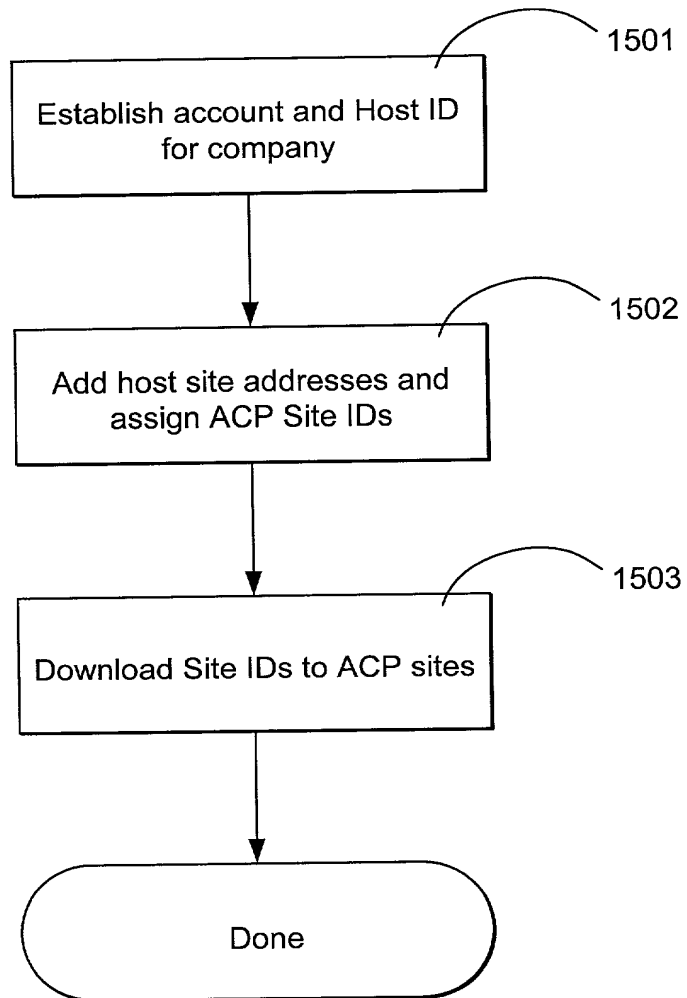 1501
Establish account and Host ID
for company
1502
Add host site addresses and
assign ACP Site IDs
1503
Download Site IDs to ACP sites
Done